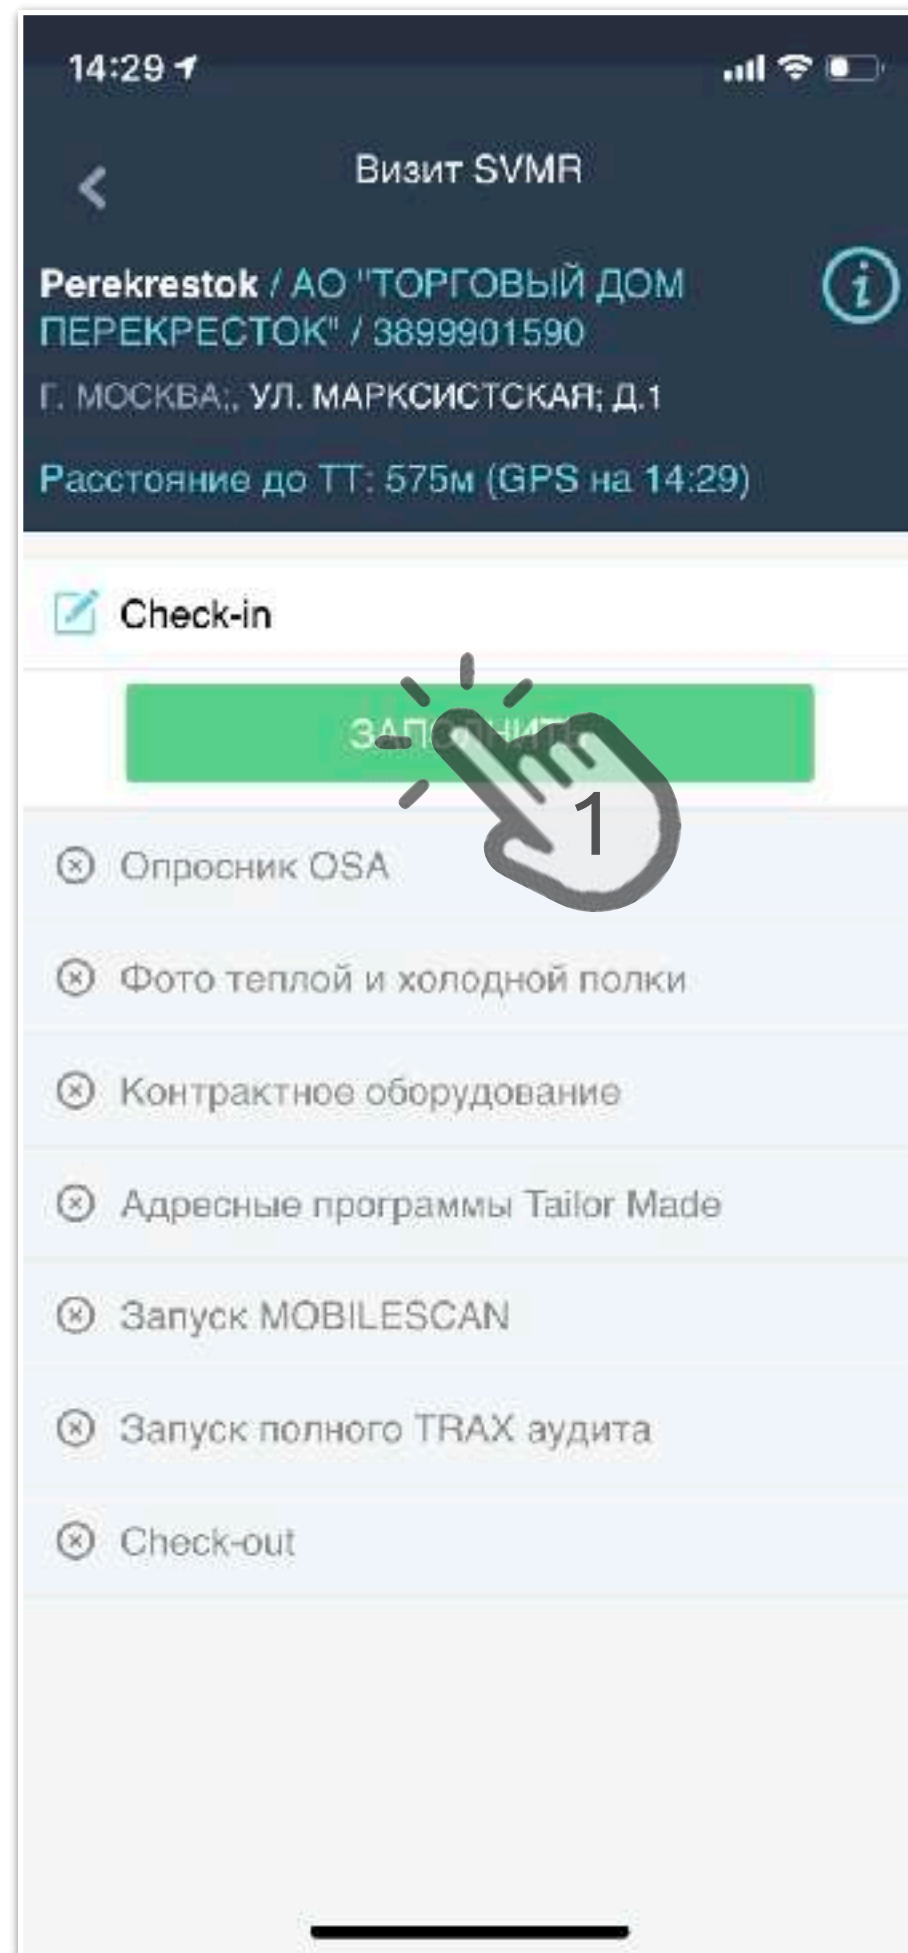 14:29
Визит SVMR
Perekrestok / АО "ТОРГОВЫЙ ДОМ
ПЕРЕКРЕСТОК" / 3899901590
Г. МОСКВА;, УЛ. МАРКСИСТСКАЯ; Д.1
Расстояние до ТТ: 575м (GPS на 14:29)
Check-in
ЗАПОЛНИТЬ
1
Опросник OSA
Фото теплой и холодной полки
Контрактное оборудование
Адресные программы Tailor Made
Запуск MOBILESCAN
Запуск полного TRAX аудита
Check-out